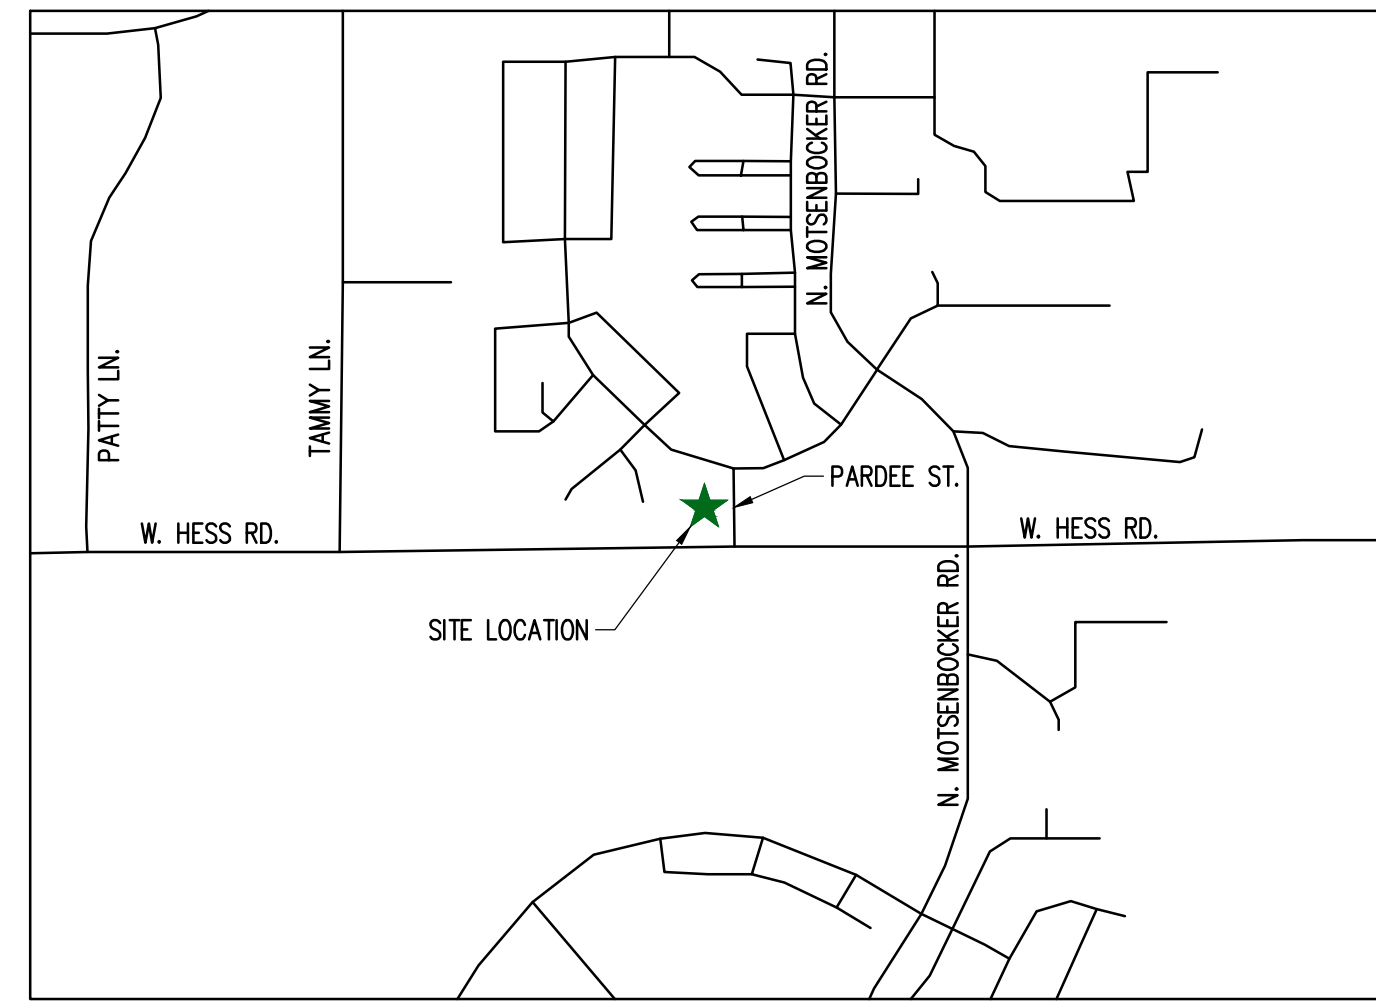 N. MOTSENBOCKER RD.
PATTY LN.
TAMMY LN.
PARDEE ST.
W. HESS RD.
W. HESS RD.
SITE LOCATION
N. MOTSENBOCKER RD.